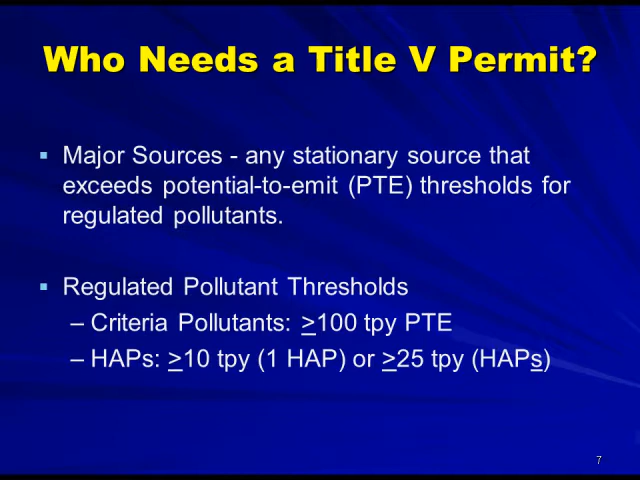 Who Needs a Title V Permit?
▪ Major Sources - any stationary source that
exceeds potential-to-emit (PTE) thresholds for
regulated pollutants.
▪ Regulated Pollutant Thresholds
– Criteria Pollutants: >100 tpy PTE
– HAPs: >10 tpy (1 HAP) or >25 tpy (HAPs)
7